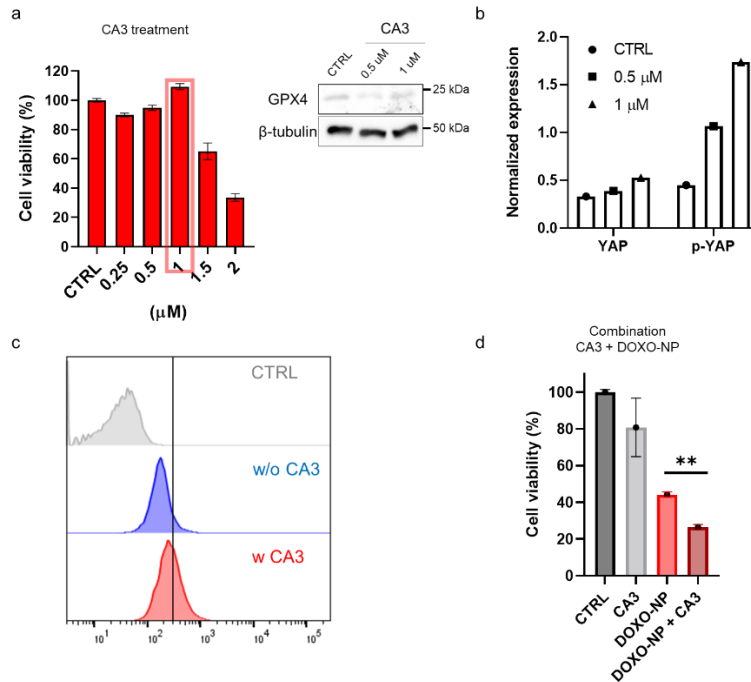 a
CA3 treatment
Cell viability (%)
120
100
80
60
40
20
0
CTRL
0.25
0.5
1
1.5
2
(μM)
CA3
CTRL
0.5 uM
1 uM
GPX4
25 kDa
β-tubulin
50 kDa
b
Normalized expression
2.0
1.5
1.0
0.5
0.0
CTRL
0.5 μM
1 μM
YAP
p-YAP
c
CTRL
w/o CA3
w CA3
10¹
10²
10³
10⁴
10⁵
d
Combination
CA3 + DOXO-NP
Cell viability (%)
100
80
60
40
20
0
**
CTRL
CA3
DOXO-NP
DOXO-NP + CA3